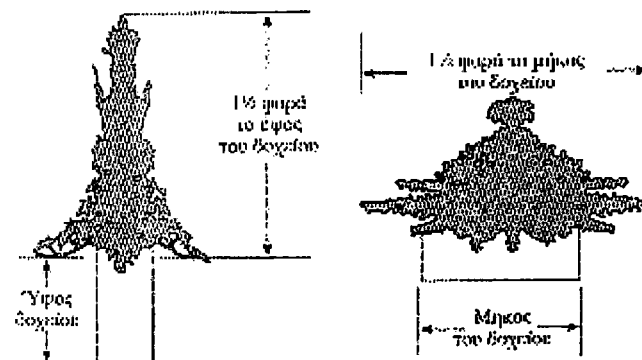 1½ φορά
το ύψος
του δοχείου
Ύψος
δοχείου
1½ φορά το μήκος
του δοχείου
Μήκος
του δοχείου